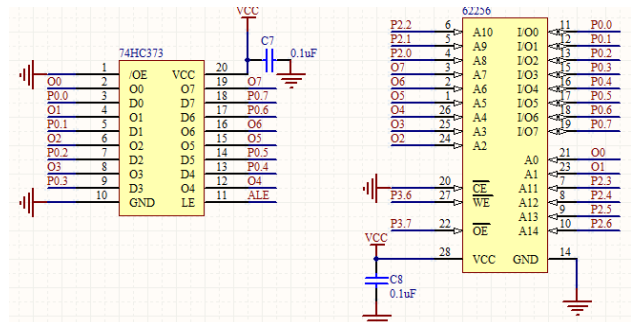 VCC
C7
0.1uF
74HC373
1 /OE VCC 20
O0 2 O0 O7 19 O7
P0.0 3 D0 D7 18 P0.7
O1 4 O1 D6 17 P0.6
P0.1 5 D1 O6 16 O6
O2 6 O2 O5 15 O5
P0.2 7 D2 D5 14 P0.5
O3 8 O3 D4 13 P0.4
P0.3 9 D3 O4 12 O4
10 GND LE 11 ALE
62256
P2.2 6 A10 I/O0 11 P0.0
P2.1 5 A9 I/O1 12 P0.1
P2.0 4 A8 I/O2 13 P0.2
O7 3 A7 I/O3 15 P0.3
O6 2 A6 I/O4 16 P0.4
O5 1 A5 I/O5 17 P0.5
O4 26 A4 I/O6 18 P0.6
O3 25 A3 I/O7 19 P0.7
O2 24 A2
A0 21 O0
A1 23 O1
20 CE A11 7 P2.3
P3.6 27 WE A12 8 P2.4
A13 9 P2.5
P3.7 22 OE A14 10 P2.6
VCC
28 VCC GND 14
C8
0.1uF